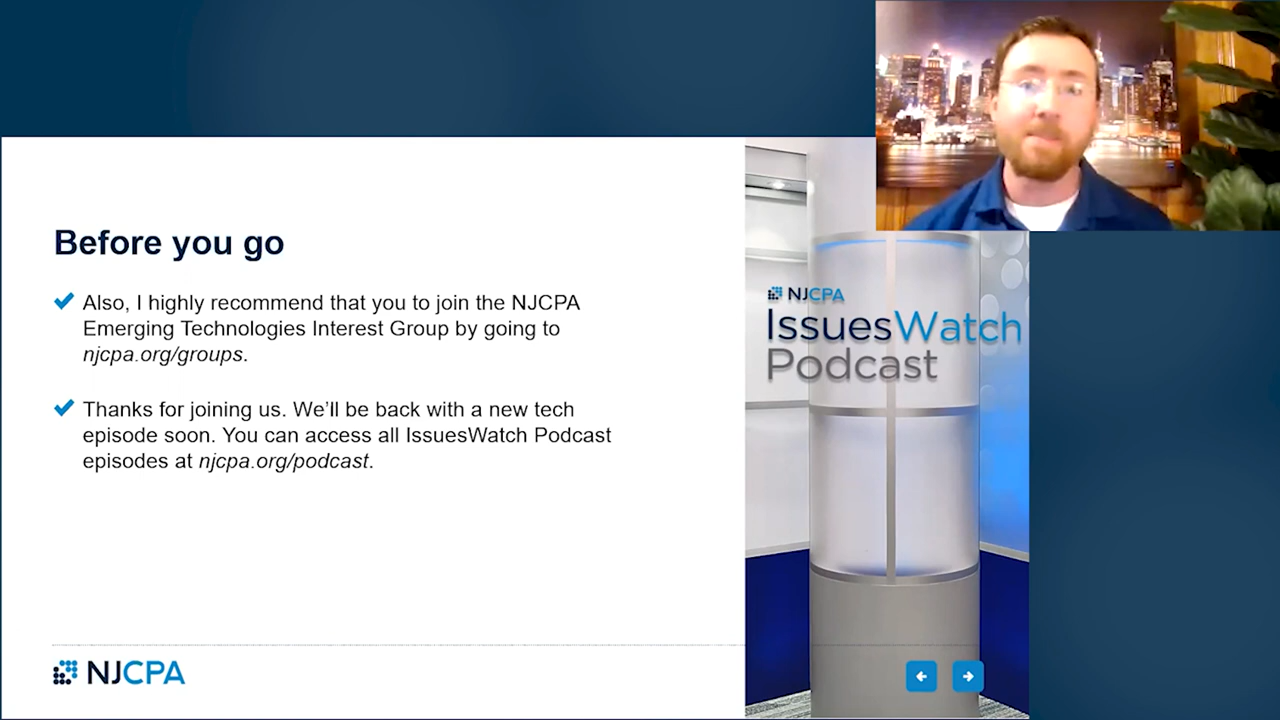 Before you go
Also, I highly recommend that you to join the NJCPA
Emerging Technologies Interest Group by going to
njcpa.org/groups.
Thanks for joining us. We'll be back with a new tech
episode soon. You can access all IssuesWatch Podcast
episodes at njcpa.org/podcast.
NJCPA
IssuesWatch
Podcast
NJCPA